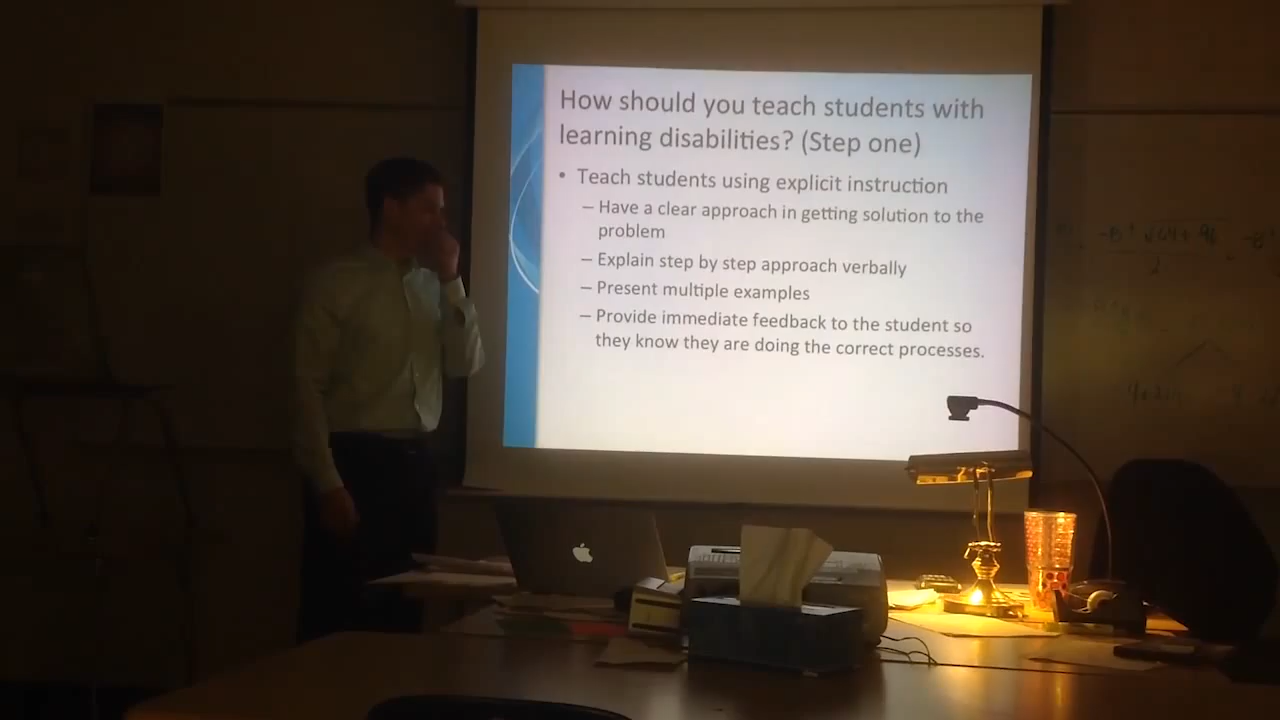 How should you teach students with
learning disabilities? (Step one)
• Teach students using explicit instruction
– Have a clear approach in getting solution to the
problem
– Explain step by step approach verbally
– Present multiple examples
– Provide immediate feedback to the student so
they know they are doing the correct processes.